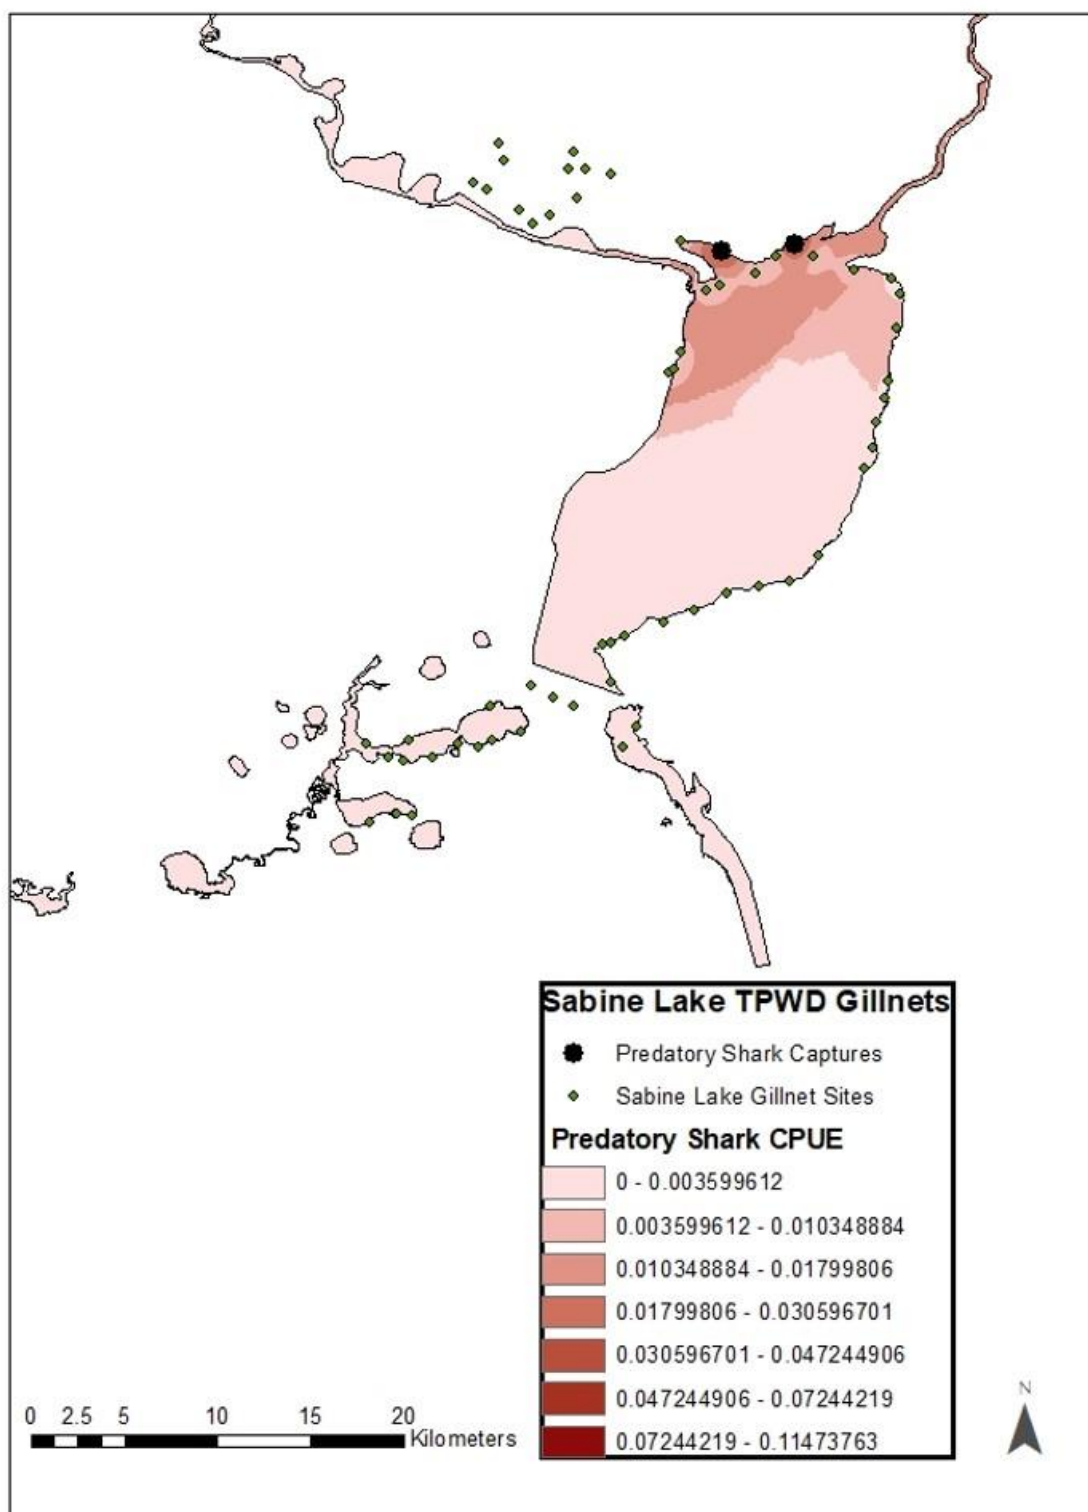 Sabine Lake TPWD Gillnets
Predatory Shark Captures
Sabine Lake Gillnet Sites
Predatory Shark CPUE
0 - 0.003599612
0.003599612 - 0.010348884
0.010348884 - 0.01799806
0.01799806 - 0.030596701
0.030596701 - 0.047244906
0.047244906 - 0.07244219
0.07244219 - 0.11473763
0 2.5 5 10 15 20
Kilometers
N